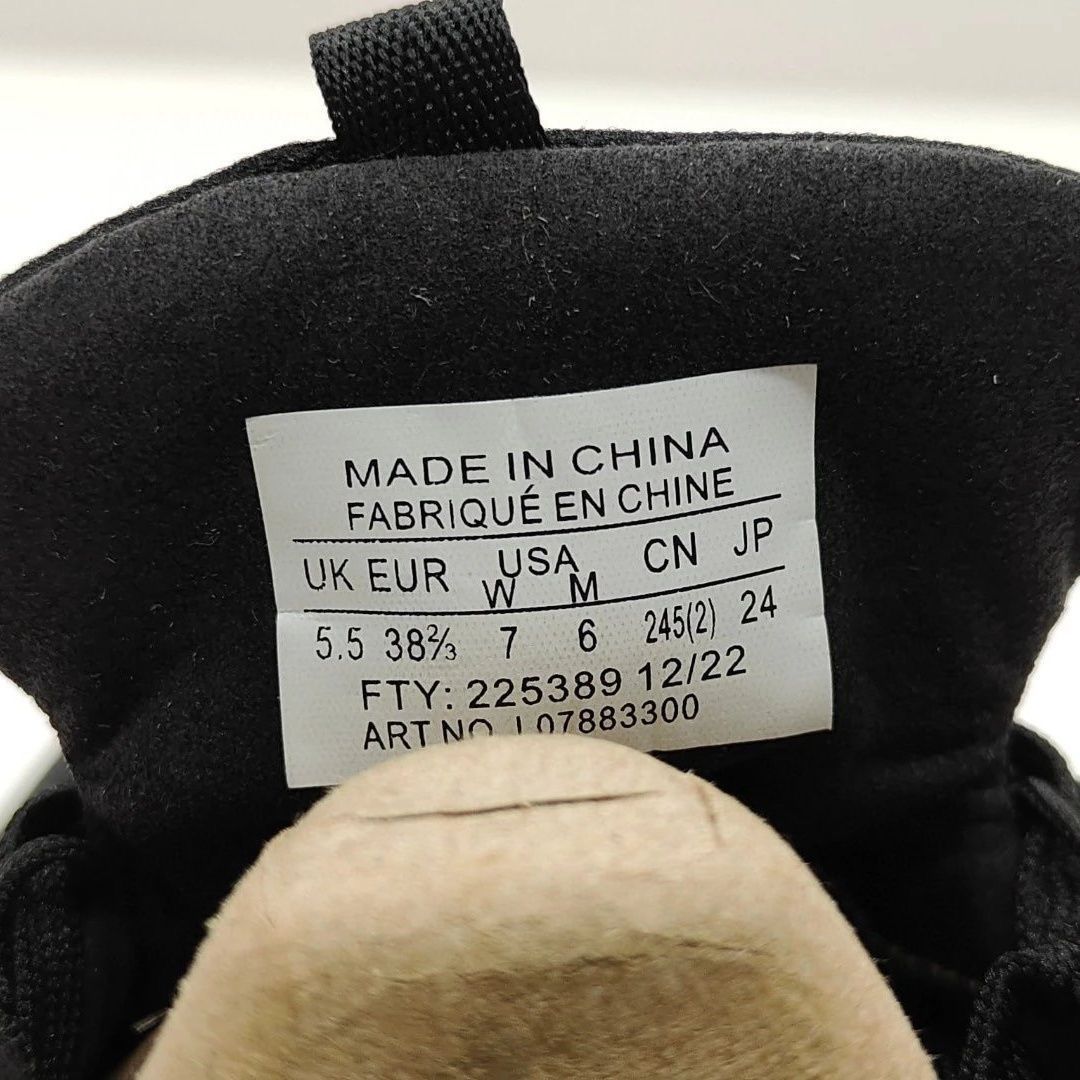 MADE IN CHINA
FABRIQUÉ EN CHINE
UK EUR USA CN JP
W M
5.5 38⅔ 7 6 245(2) 24
FTY: 225389 12/22
ART NO L07883300